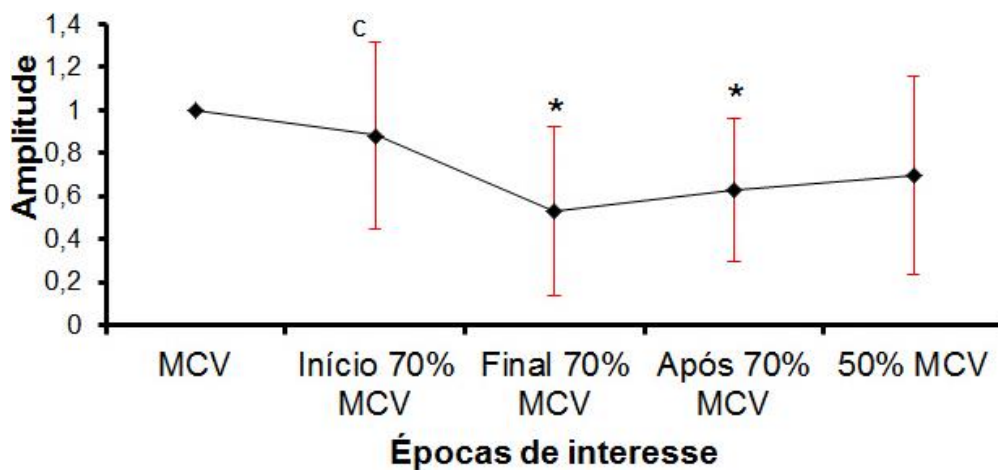 1,4
1,2
1
0,8
0,6
0,4
0,2
0
Amplitude
c
*
*
MCV
Início 70% MCV
Final 70% MCV
Após 70% MCV
50% MCV
Épocas de interesse